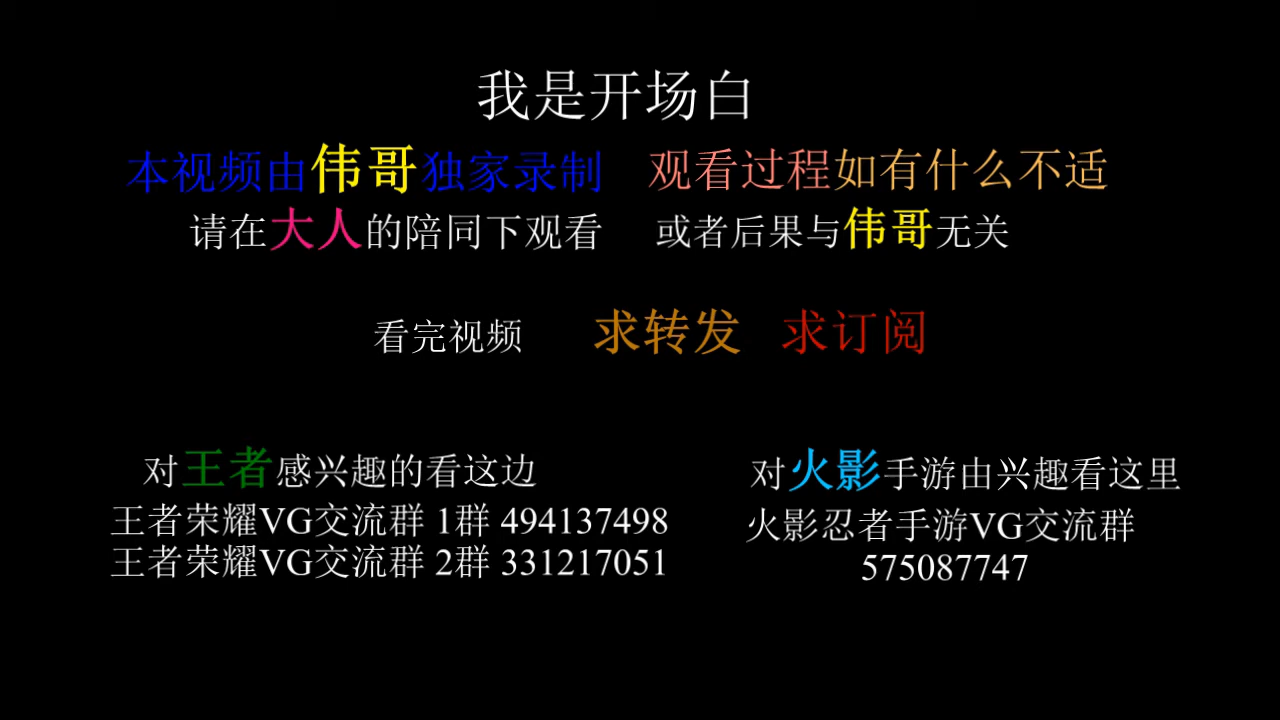 我是开场白
本视频由伟哥独家录制 观看过程如有什么不适
请在大人的陪同下观看 或者后果与伟哥无关
看完视频 求转发 求订阅
对王者感兴趣的看这边
王者荣耀VG交流群 1群 494137498
王者荣耀VG交流群 2群 331217051
对火影手游由兴趣看这里
火影忍者手游VG交流群
575087747